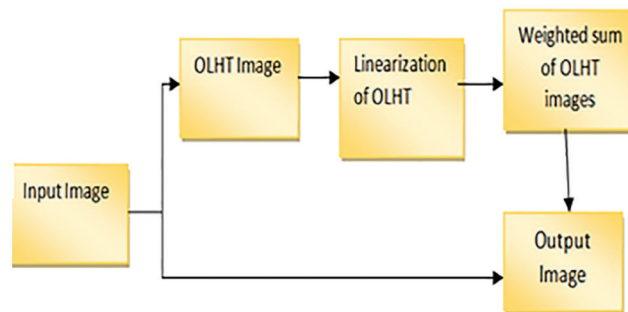 Input Image
OLHT Image
Linearization
of OLHT
Weighted sum
of OLHT
images
Output
Image